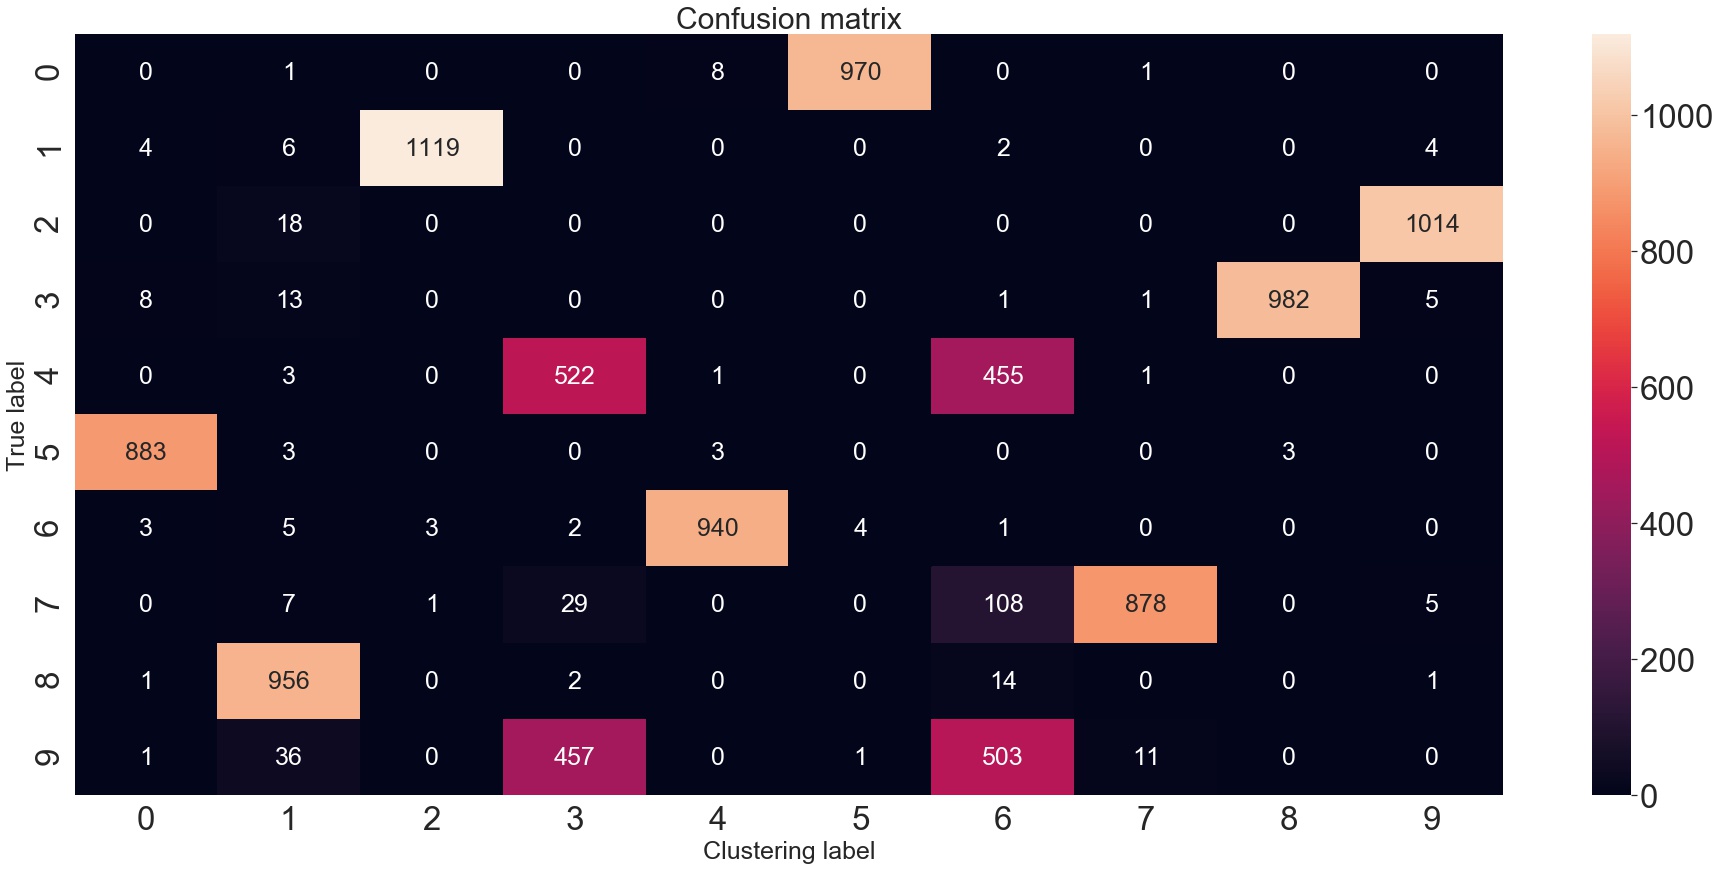 Confusion matrix
0 0 1 0 0 8 970 0 1 0 0
1 4 6 1119 0 0 0 2 0 0 4
2 0 18 0 0 0 0 0 0 0 1014
3 8 13 0 0 0 0 1 1 982 5
4 0 3 0 522 1 0 455 1 0 0
5 883 3 0 0 3 0 0 0 3 0
6 3 5 3 2 940 4 1 0 0 0
7 0 7 1 29 0 0 108 878 0 5
8 1 956 0 2 0 0 14 0 0 1
9 1 36 0 457 0 1 503 11 0 0
0 1 2 3 4 5 6 7 8 9
Clustering label
True label
1000
800
600
400
200
0